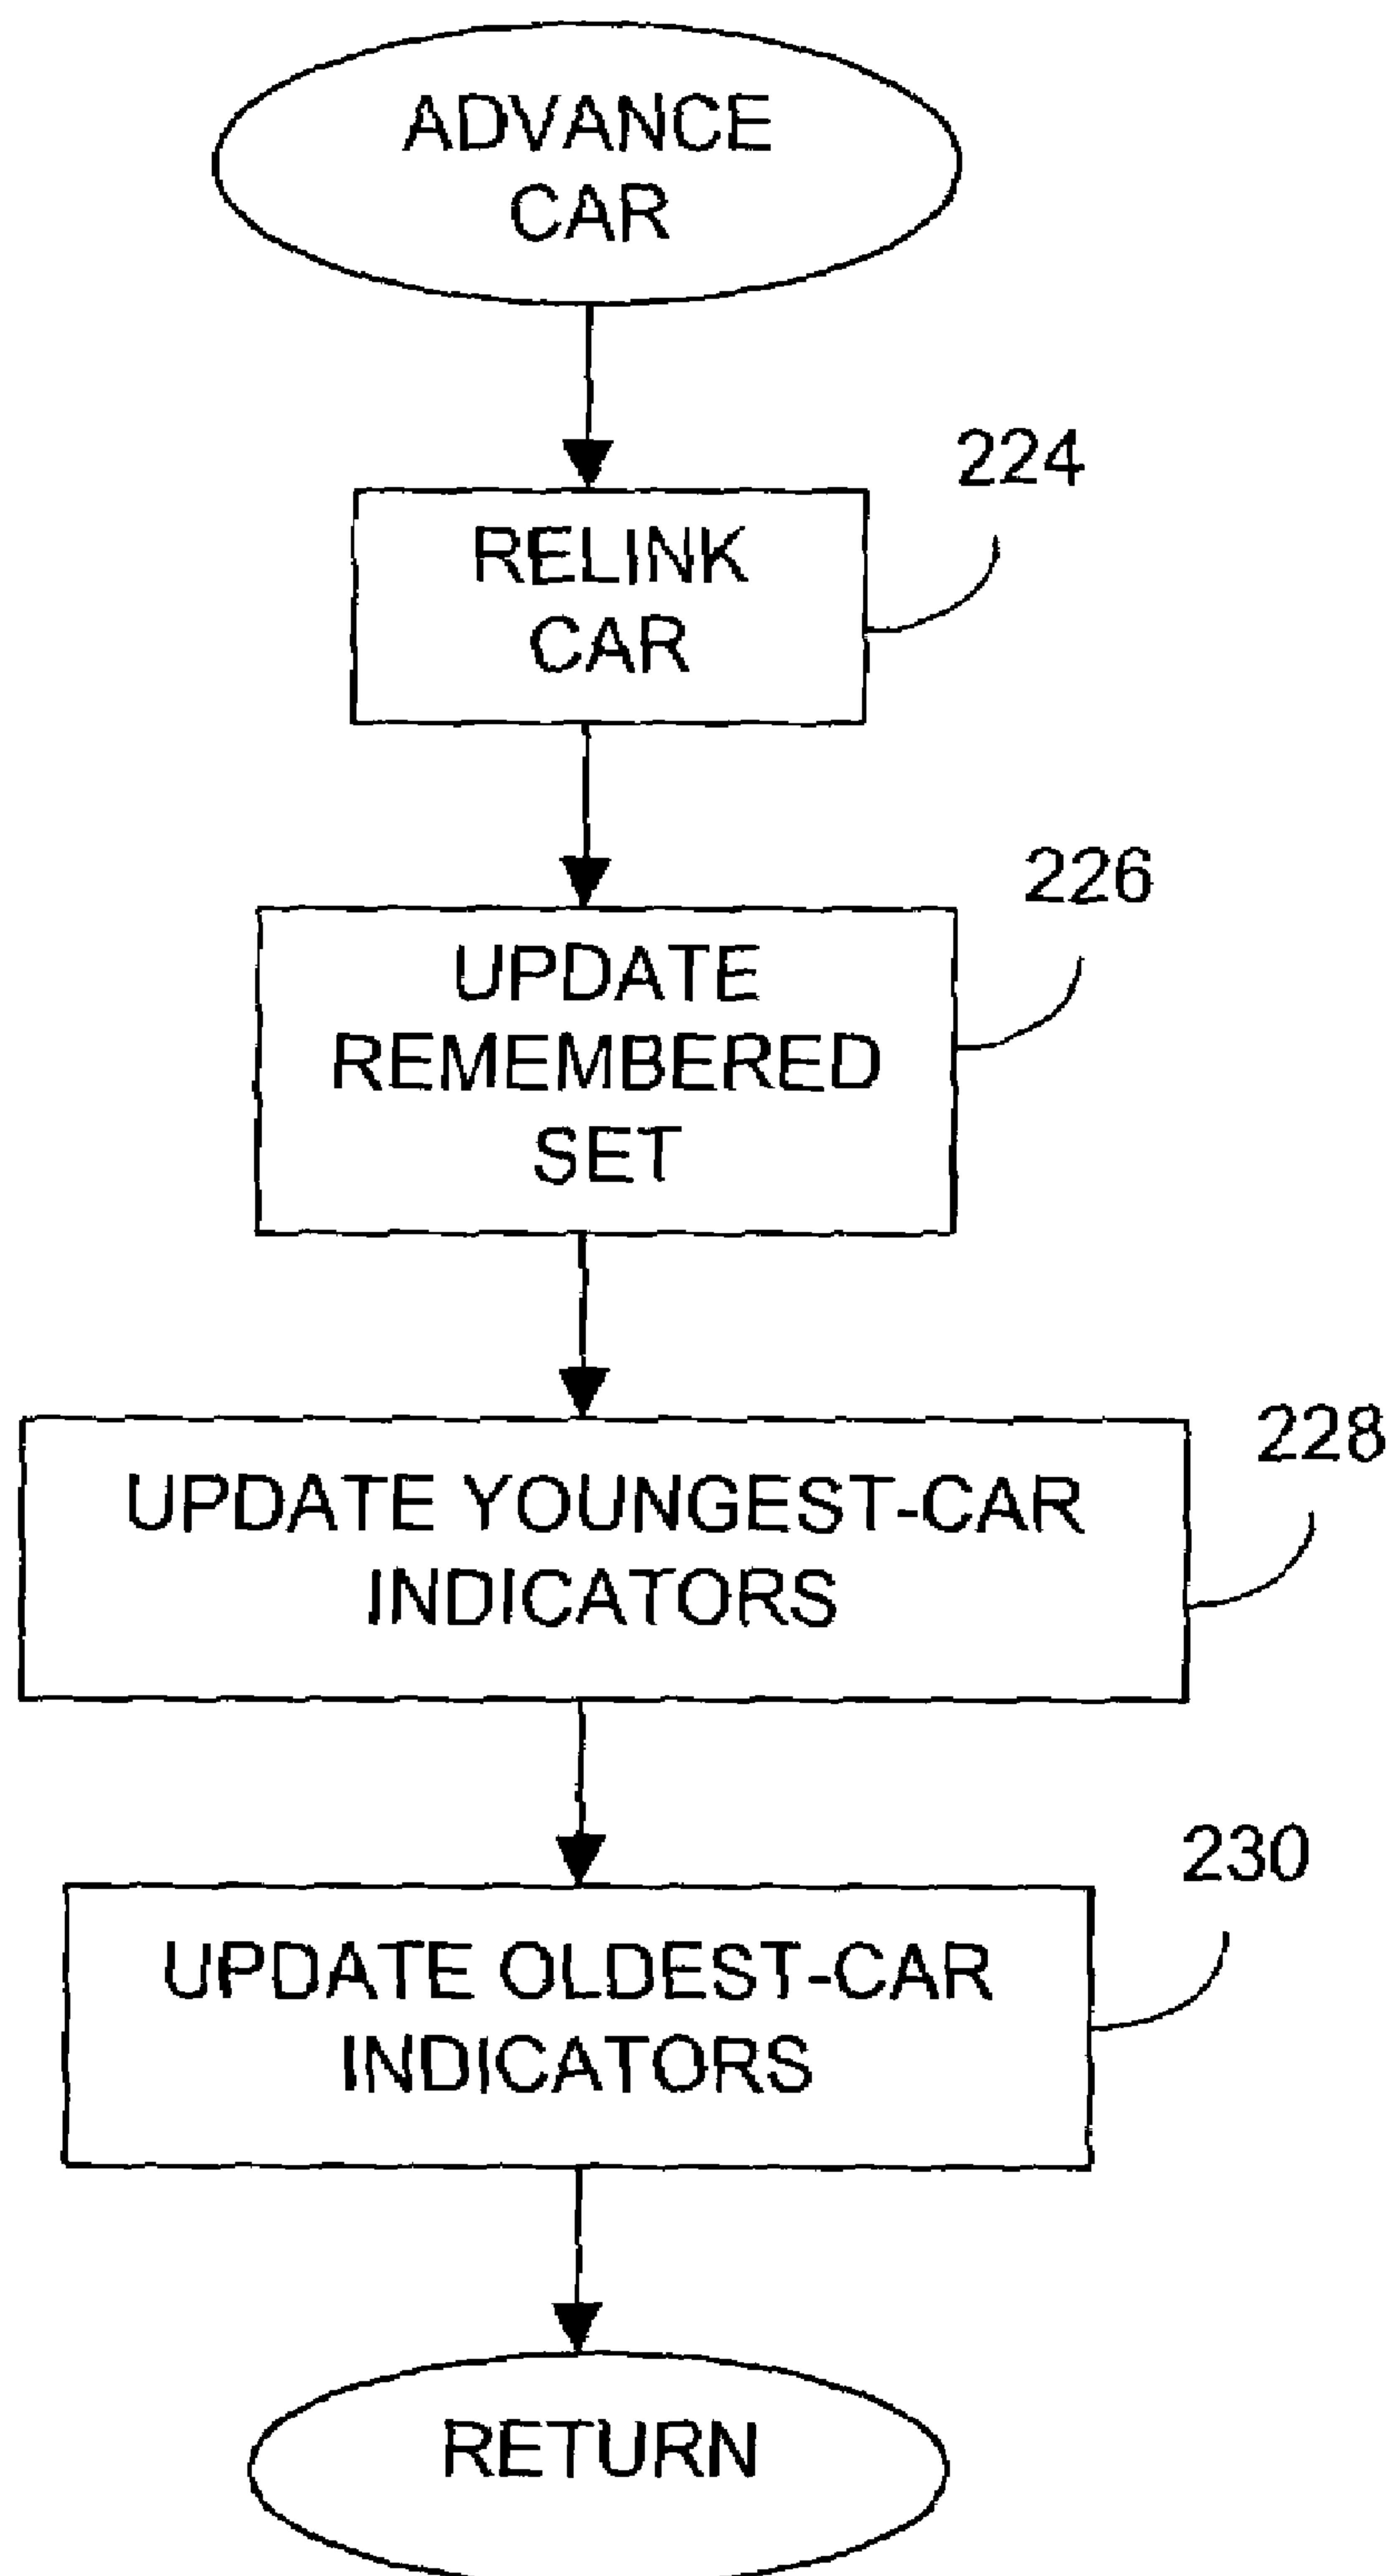 ADVANCE
CAR
224
RELINK
CAR
226
UPDATE
REMEMBERED
SET
228
UPDATE YOUNGEST-CAR
INDICATORS
230
UPDATE OLDEST-CAR
INDICATORS
RETURN